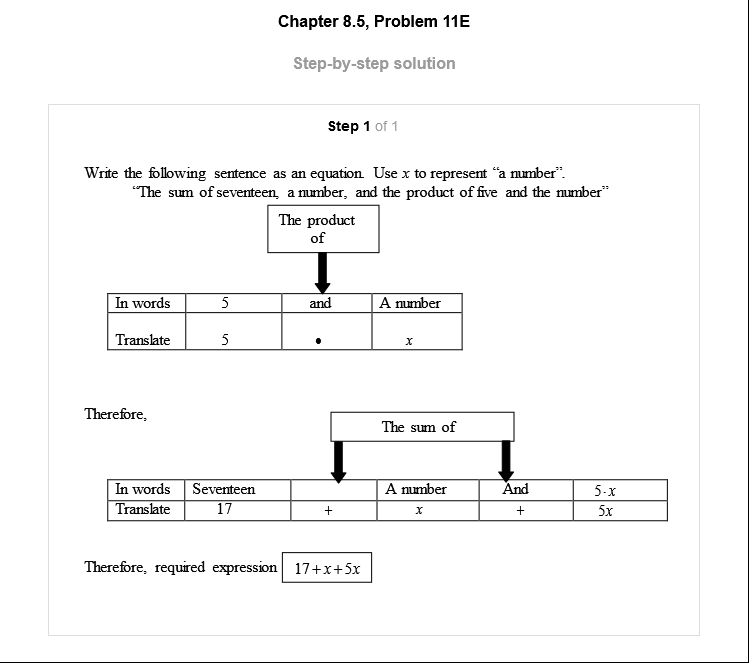 Chapter 8.5, Problem 11E
Step-by-step solution
Step 1 of 1
Write the following sentence as an equation. Use x to represent “a number”.
“The sum of seventeen, a number, and the product of five and the number”
The product
of
In words 5 and A number
Translate 5 • x
Therefore,
The sum of
In words Seventeen A number And 5·x
Translate 17 + x + 5x
Therefore, required expression 17+x+5x